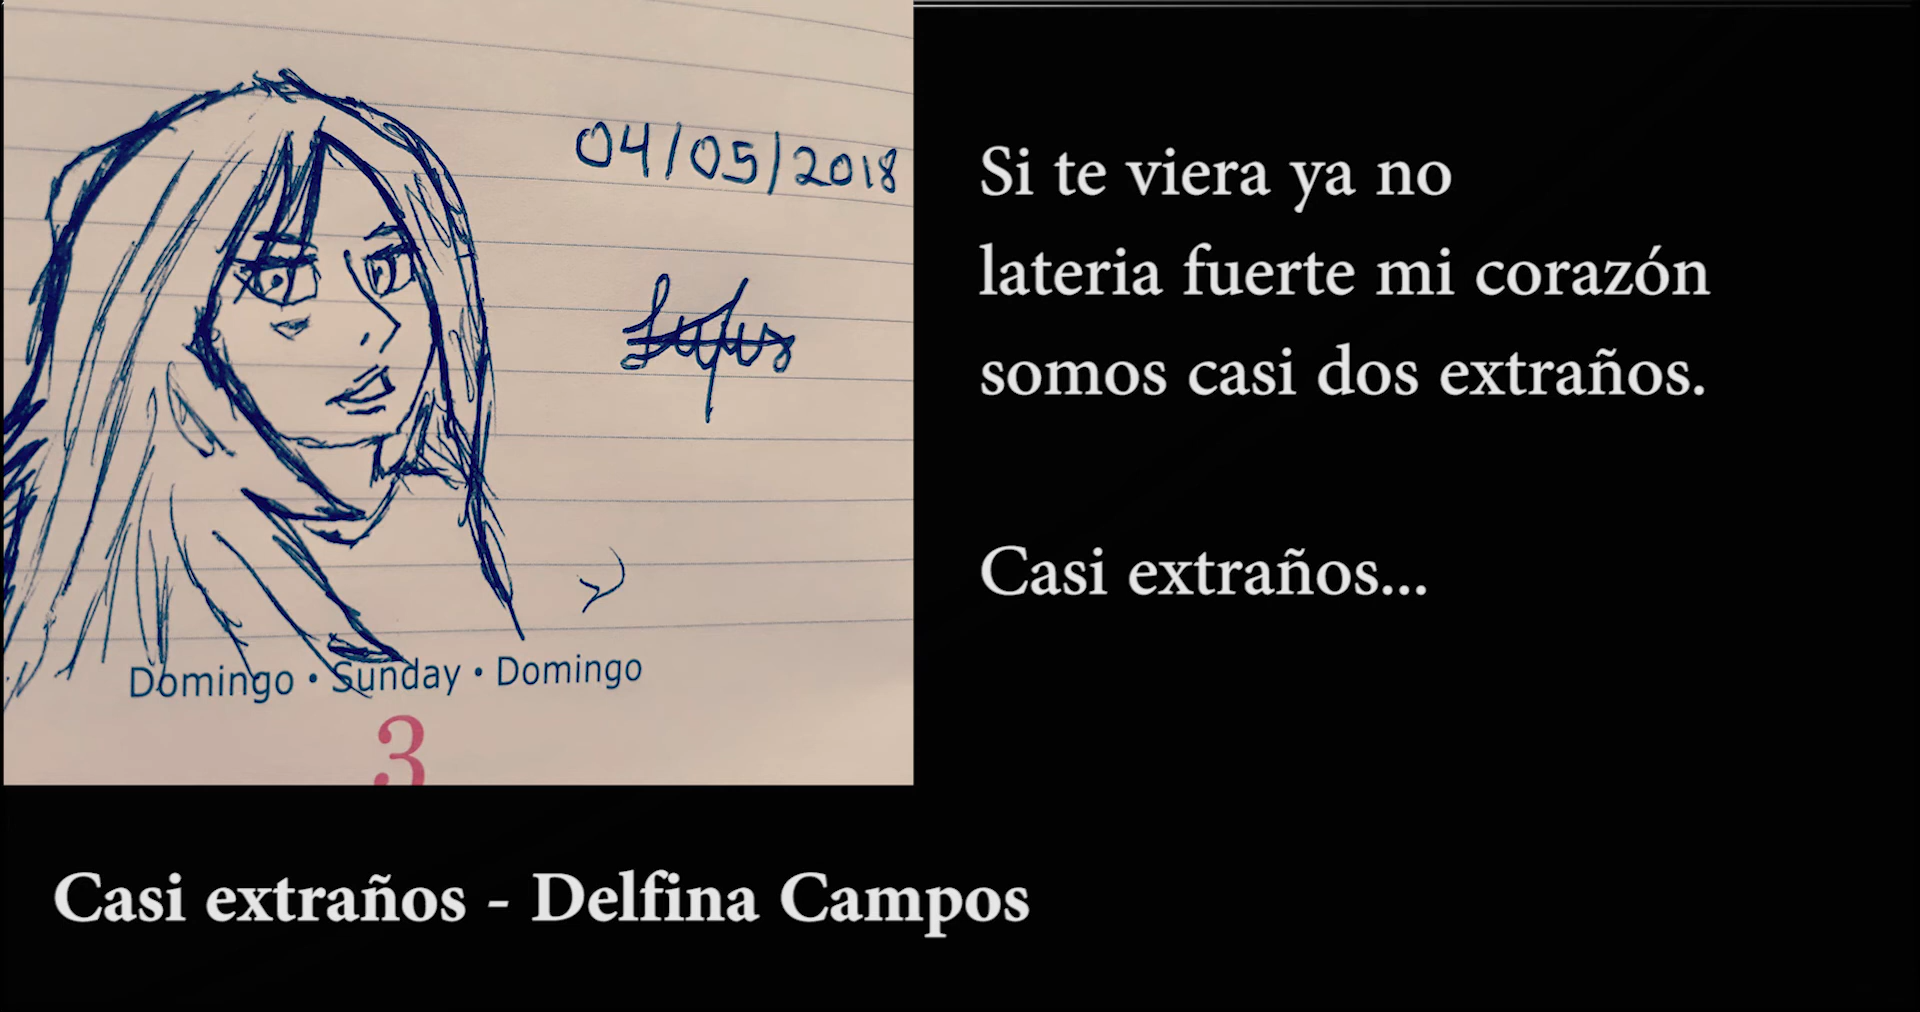 04/05/2018
Domingo • Sunday • Domingo
3
Si te viera ya no
lateria fuerte mi corazón
somos casi dos extraños.
Casi extraños...
Casi extraños - Delfina Campos